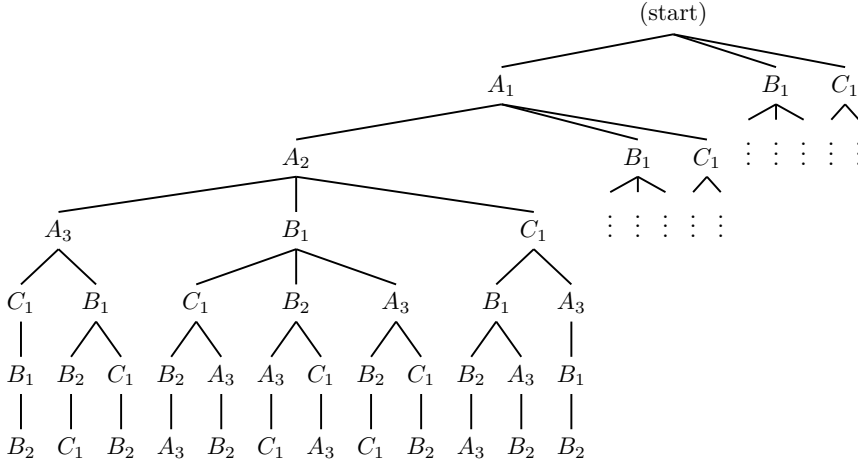 (start)
A₁ B₁ C₁
A₂ B₁ C₁ ⋮ ⋮ ⋮ ⋮ ⋮
A₃ B₁ C₁ ⋮ ⋮ ⋮ ⋮ ⋮
C₁ B₁ C₁ B₂ A₃ B₁ A₃
B₁ B₂ C₁ B₂ A₃ A₃ C₁ B₂ C₁ B₂ A₃ B₁
B₂ C₁ B₂ A₃ B₂ C₁ A₃ C₁ B₂ A₃ B₂ B₂